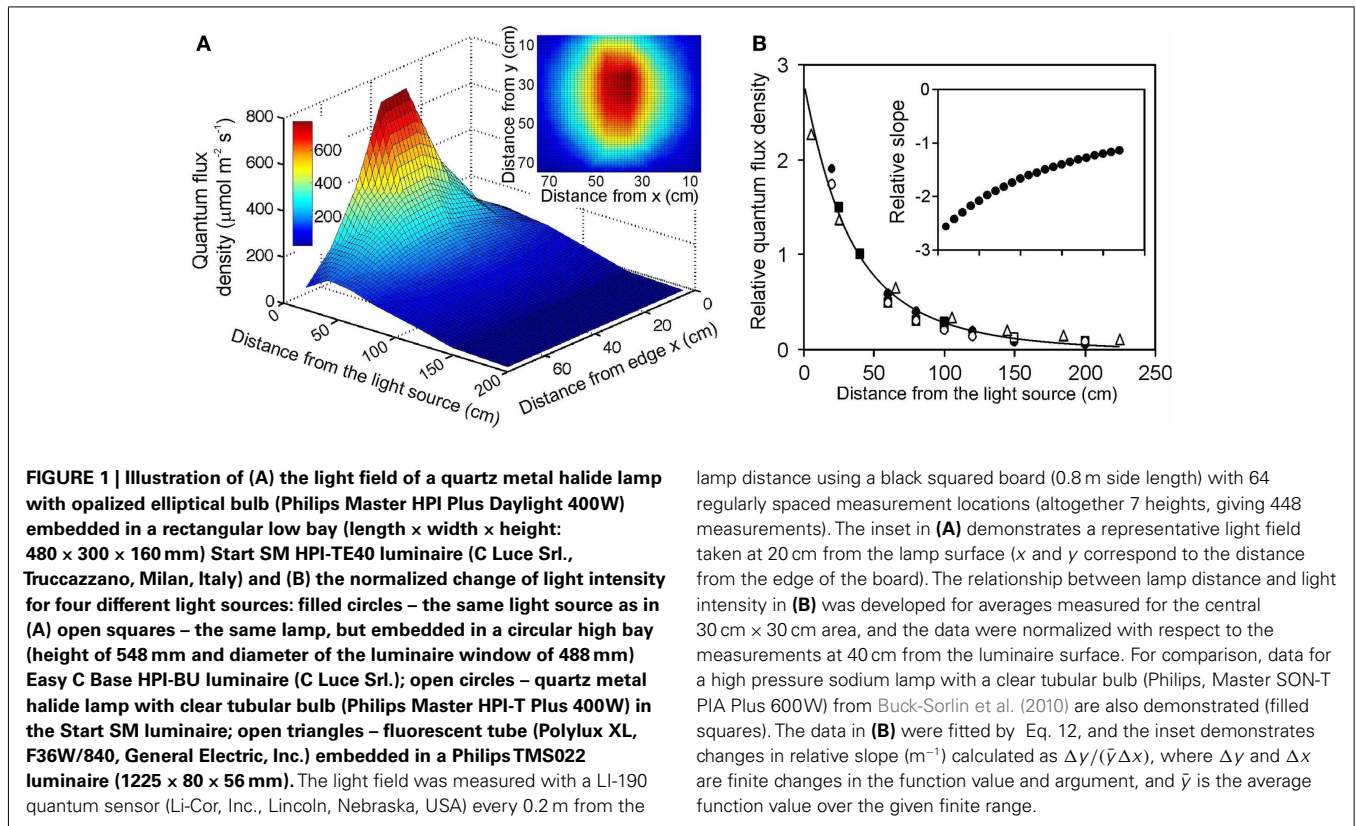 A
Quantum flux
density (µmol m⁻² s⁻¹)
800
600
400
200
0
600
400
200
0
50
100
150
200
Distance from the light source (cm)
0
20
40
60
Distance from edge x (cm)
Distance from y (cm)
10
30
50
70
70
50
30
10
Distance from x (cm)
B
Relative quantum flux density
3
2
1
0
0
50
100
150
200
250
Distance from the light source (cm)
Relative slope
0
-1
-2
-3
FIGURE 1 | Illustration of (A) the light field of a quartz metal halide lamp
with opalized elliptical bulb (Philips Master HPI Plus Daylight 400W)
embedded in a rectangular low bay (length x width x height:
480 x 300 x 160 mm) Start SM HPI-TE40 luminaire (C Luce Srl.,
Truccazzano, Milan, Italy) and (B) the normalized change of light intensity
for four different light sources: filled circles – the same light source as in
(A) open squares – the same lamp, but embedded in a circular high bay
(height of 548 mm and diameter of the luminaire window of 488 mm)
Easy C Base HPI-BU luminaire (C Luce Srl.); open circles – quartz metal
halide lamp with clear tubular bulb (Philips Master HPI-T Plus 400W) in
the Start SM luminaire; open triangles – fluorescent tube (Polylux XL,
F36W/840, General Electric, Inc.) embedded in a Philips TMS022
luminaire (1225 x 80 x 56 mm). The light field was measured with a LI-190
quantum sensor (Li-Cor, Inc., Lincoln, Nebraska, USA) every 0.2 m from the
lamp distance using a black squared board (0.8 m side length) with 64
regularly spaced measurement locations (altogether 7 heights, giving 448
measurements). The inset in (A) demonstrates a representative light field
taken at 20 cm from the lamp surface (x and y correspond to the distance
from the edge of the board). The relationship between lamp distance and light
intensity in (B) was developed for averages measured for the central
30 cm × 30 cm area, and the data were normalized with respect to the
measurements at 40 cm from the luminaire surface. For comparison, data for
a high pressure sodium lamp with a clear tubular bulb (Philips, Master SON-T
PIA Plus 600W) from Buck-Sorlin et al. (2010) are also demonstrated (filled
squares). The data in (B) were fitted by Eq. 12, and the inset demonstrates
changes in relative slope (m⁻¹) calculated as Δy/(ȳΔx), where Δy and Δx
are finite changes in the function value and argument, and ȳ is the average
function value over the given finite range.